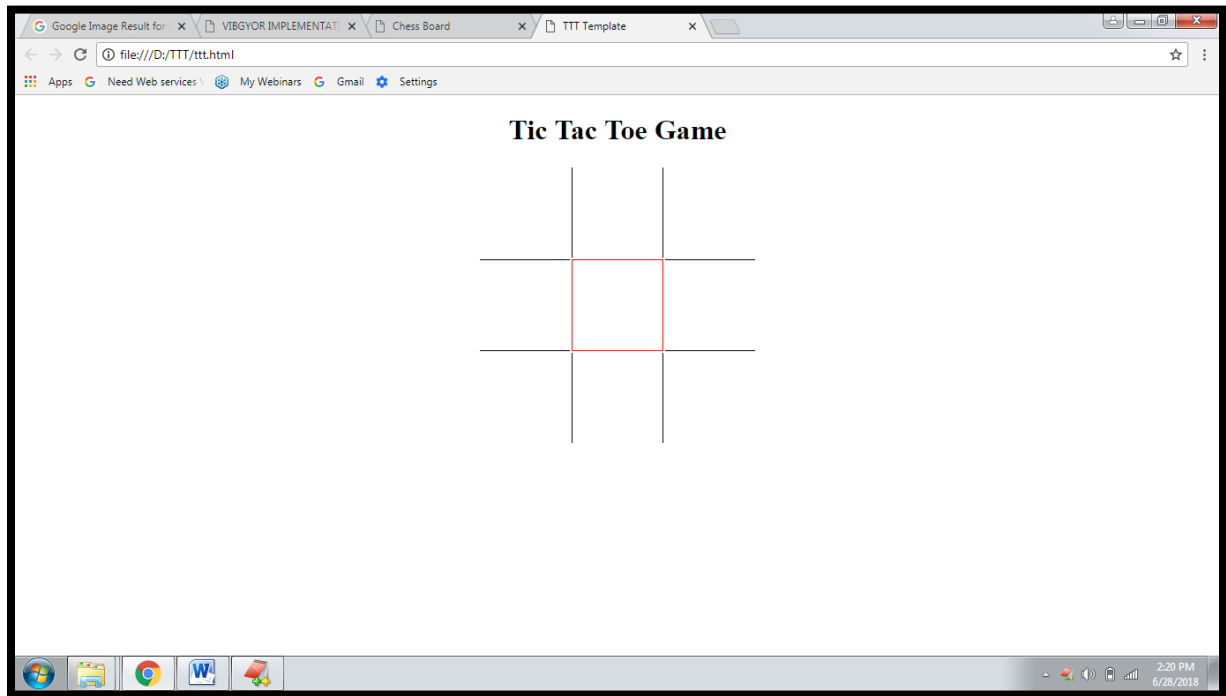 Google Image Result for
VIBGYOR IMPLEMENTATI
Chess Board
TTT Template
file:///D:/TTT/ttt.html
Apps
Need Web services
My Webinars
Gmail
Settings
Tic Tac Toe Game
W
2:20 PM
6/28/2018